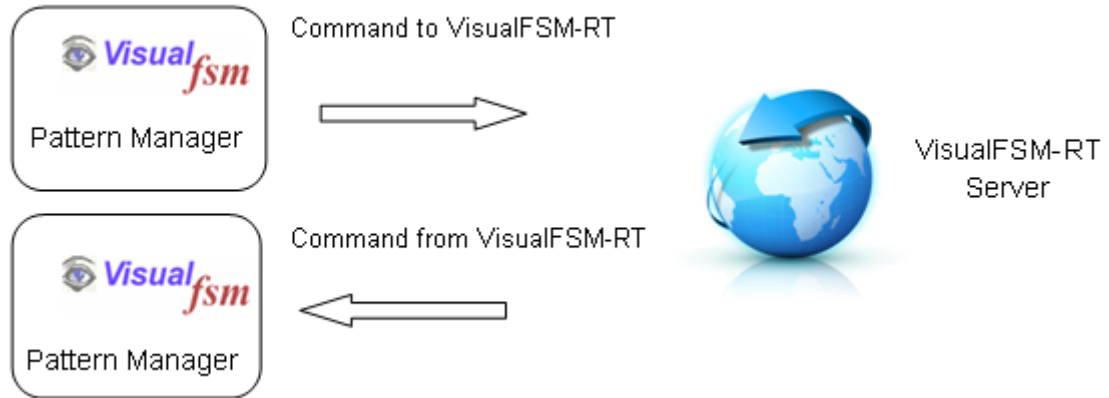 Visual fsm
Pattern Manager
Command to VisualFSM-RT
VisualFSM-RT
Server
Visual fsm
Pattern Manager
Command from VisualFSM-RT